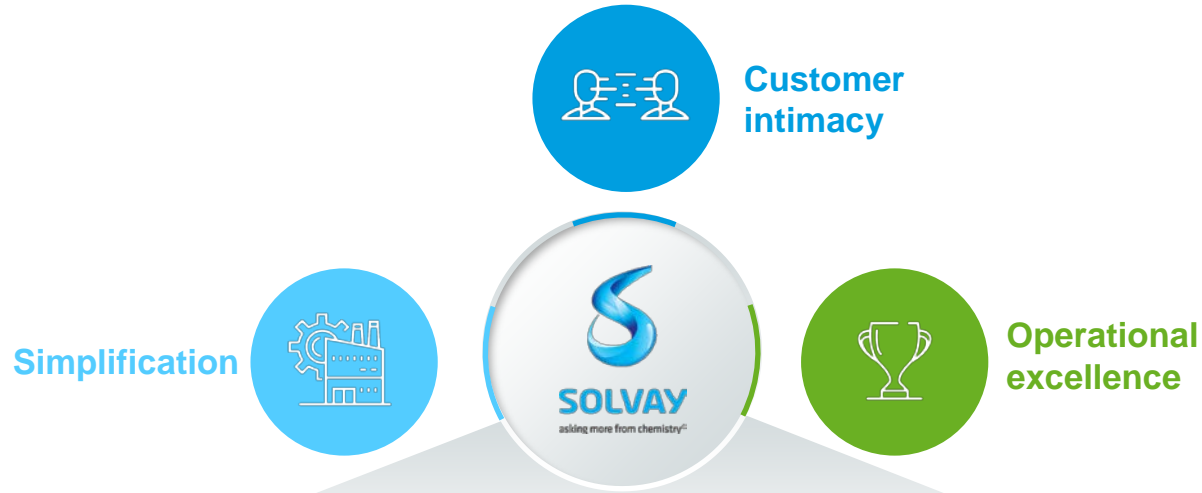 Customer
intimacy
Simplification
Operational
excellence
SOLVAY
asking more from chemistry®